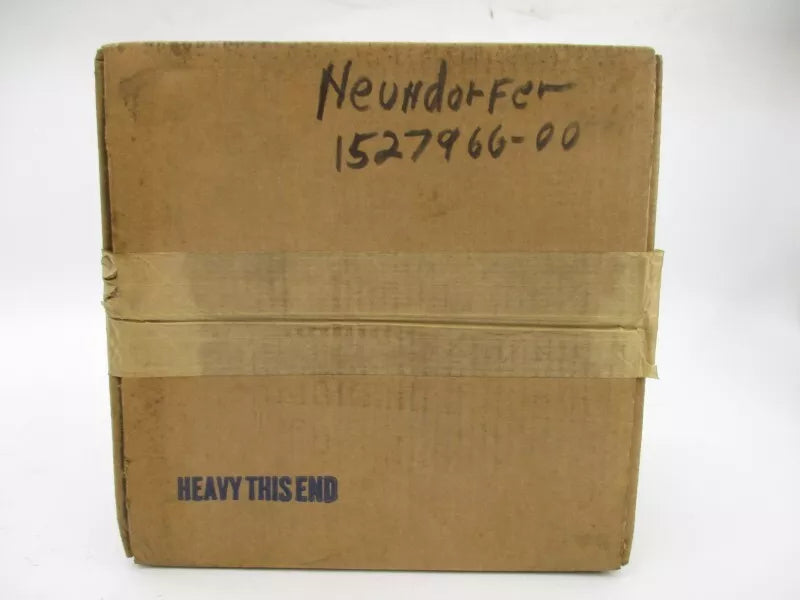 Neundorfer
1527966-00
HEAVY THIS END